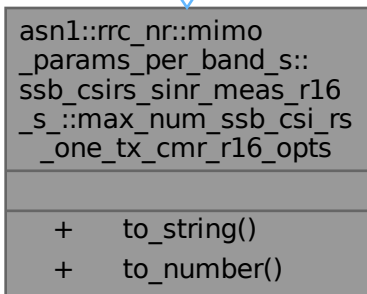 asn1::rrc_nr::mimo
_params_per_band_s::
ssb_csirs_sinr_meas_r16
_s_::max_num_ssb_csi_rs
_one_tx_cmr_r16_opts
+ to_string()
+ to_number()